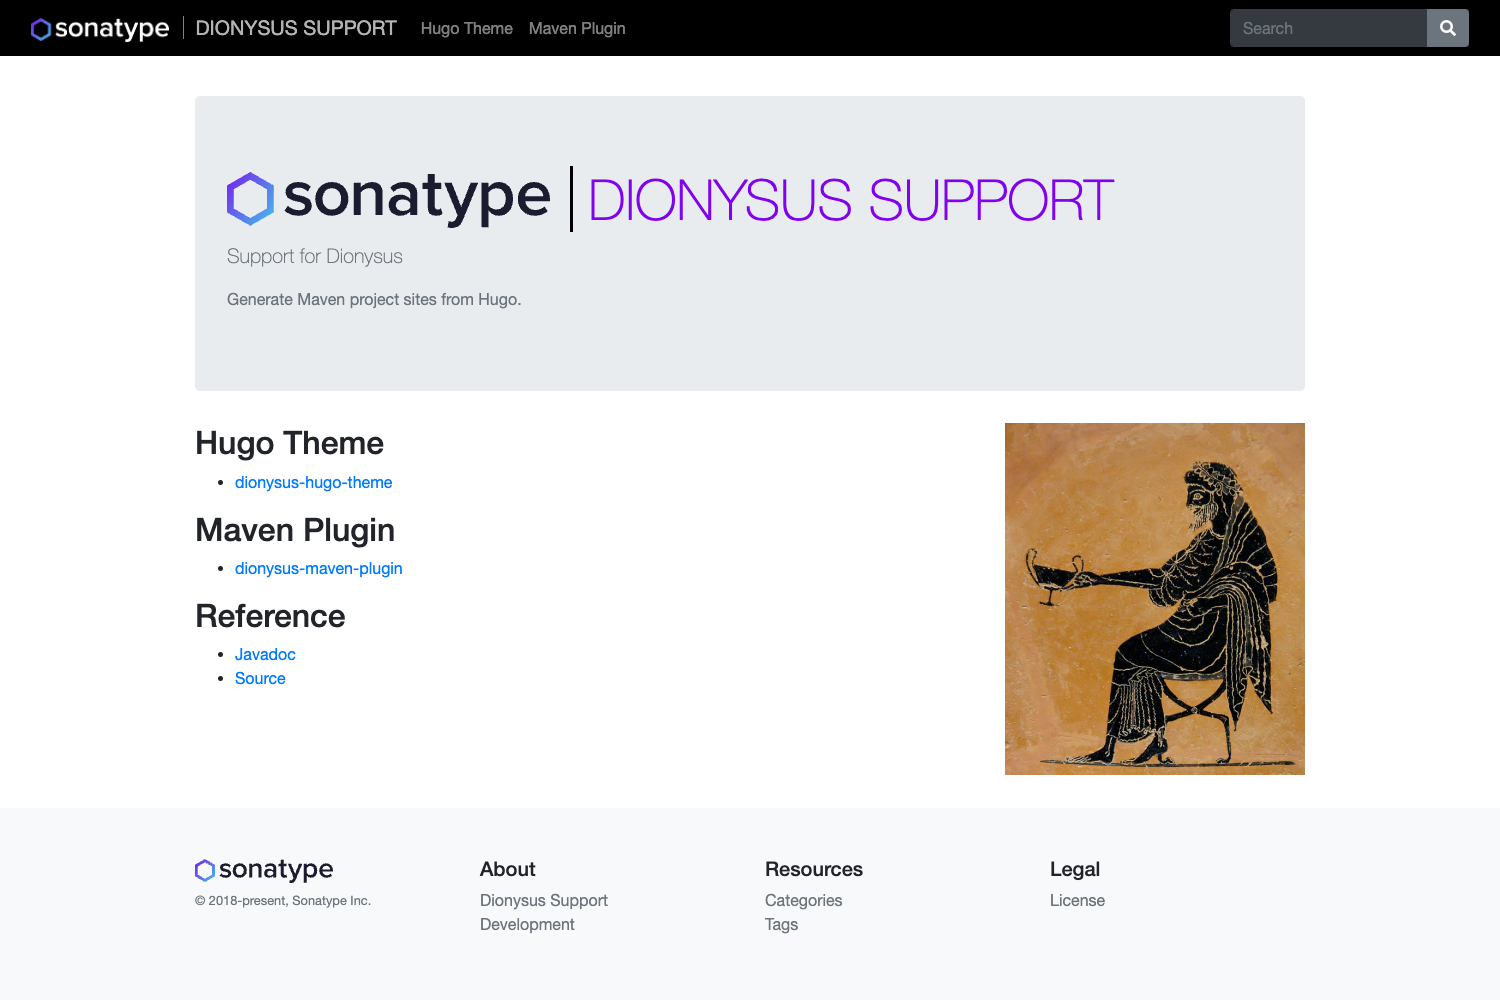 sonatype DIONYSUS SUPPORT Hugo Theme Maven Plugin Search
sonatype DIONYSUS SUPPORT
Support for Dionysus
Generate Maven project sites from Hugo.
Hugo Theme
dionysus-hugo-theme
Maven Plugin
dionysus-maven-plugin
Reference
Javadoc
Source
sonatype
© 2018-present, Sonatype Inc.
About
Dionysus Support
Development
Resources
Categories
Tags
Legal
License